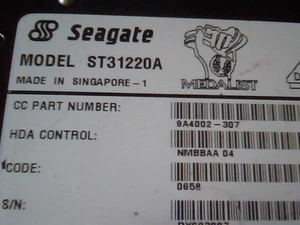 Seagate
MODEL ST31220A
MEDALIST
MADE IN SINGAPORE-1
CC PART NUMBER:
9A4002-307
HDA CONTROL:
NMBBAA 04
CODE:
0658
S/N: